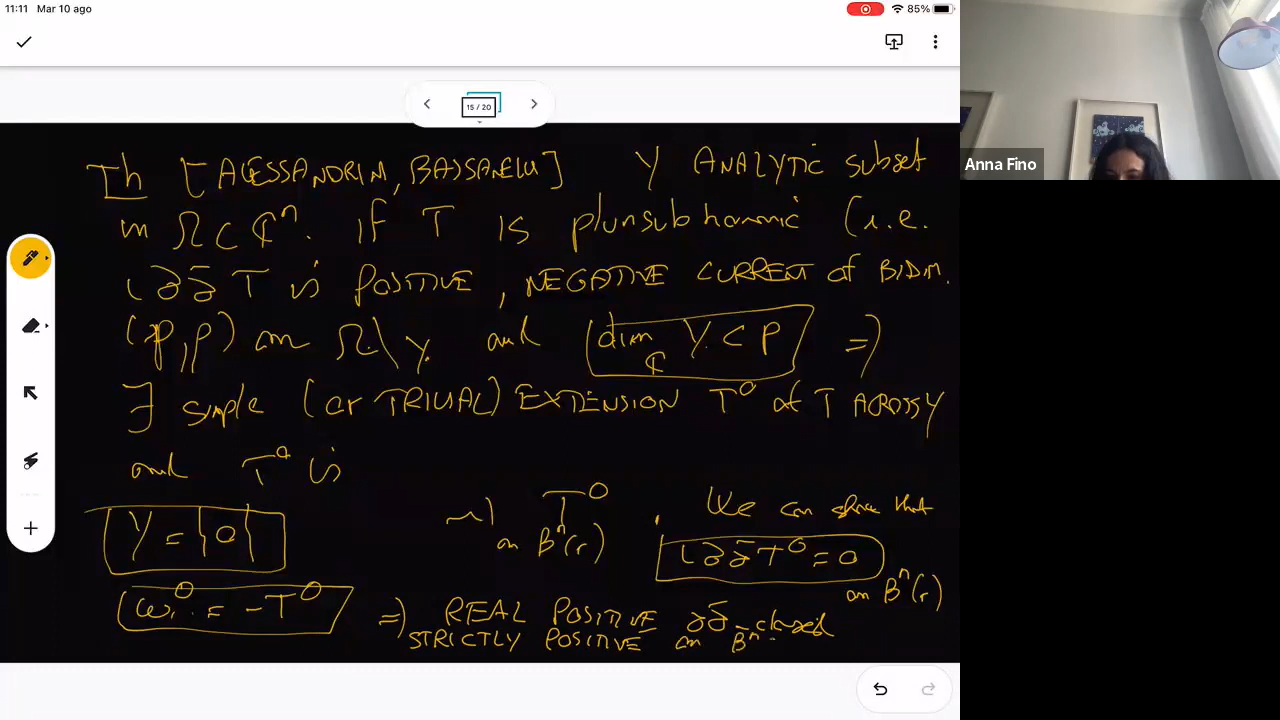 11:11 Mar 10 ago
85%
15 / 20
Anna Fino
Th [ALESSANDRINI, BASSANELLI] Y ANALYTIC subset
in Ω ⊂ ℂⁿ. If T is plurisubharmonic (i.e.
i∂∂̄T is POSITIVE, NEGATIVE CURRENT of BIDIM.
(p,p) on Ω\Y and dim_ℂ Y < p ⇒
∃ simple (or TRIVIAL) EXTENSION T⁰ of T ACROSS Y
and T⁰ is
Y = {0}
⇝ T⁰ on Bⁿ(r)
We can show that
i∂∂̄T⁰ = 0 on Bⁿ(r)
ω⁰ = -T⁰ ⇒ REAL POSITIVE ∂∂̄-closed
STRICTLY POSITIVE on Bⁿ